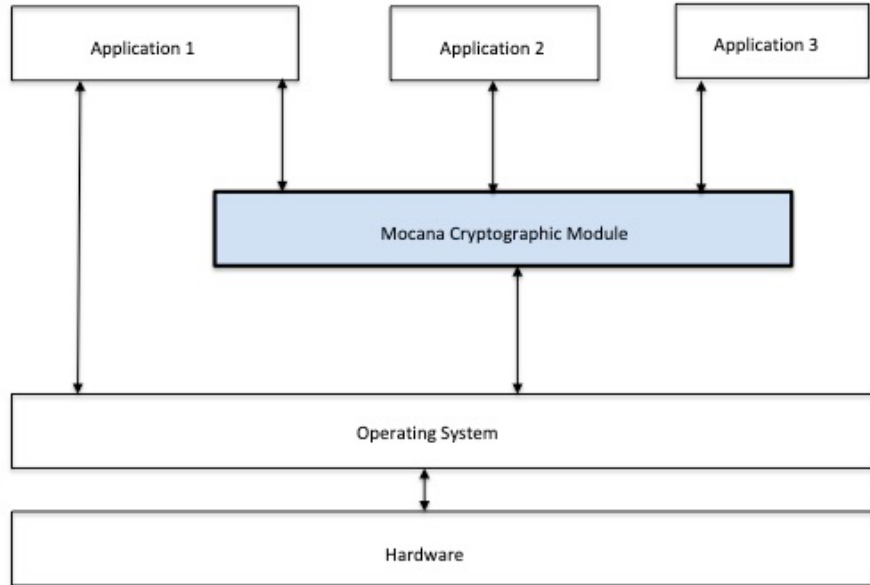 Application 1
Application 2
Application 3
Mocana Cryptographic Module
Operating System
Hardware